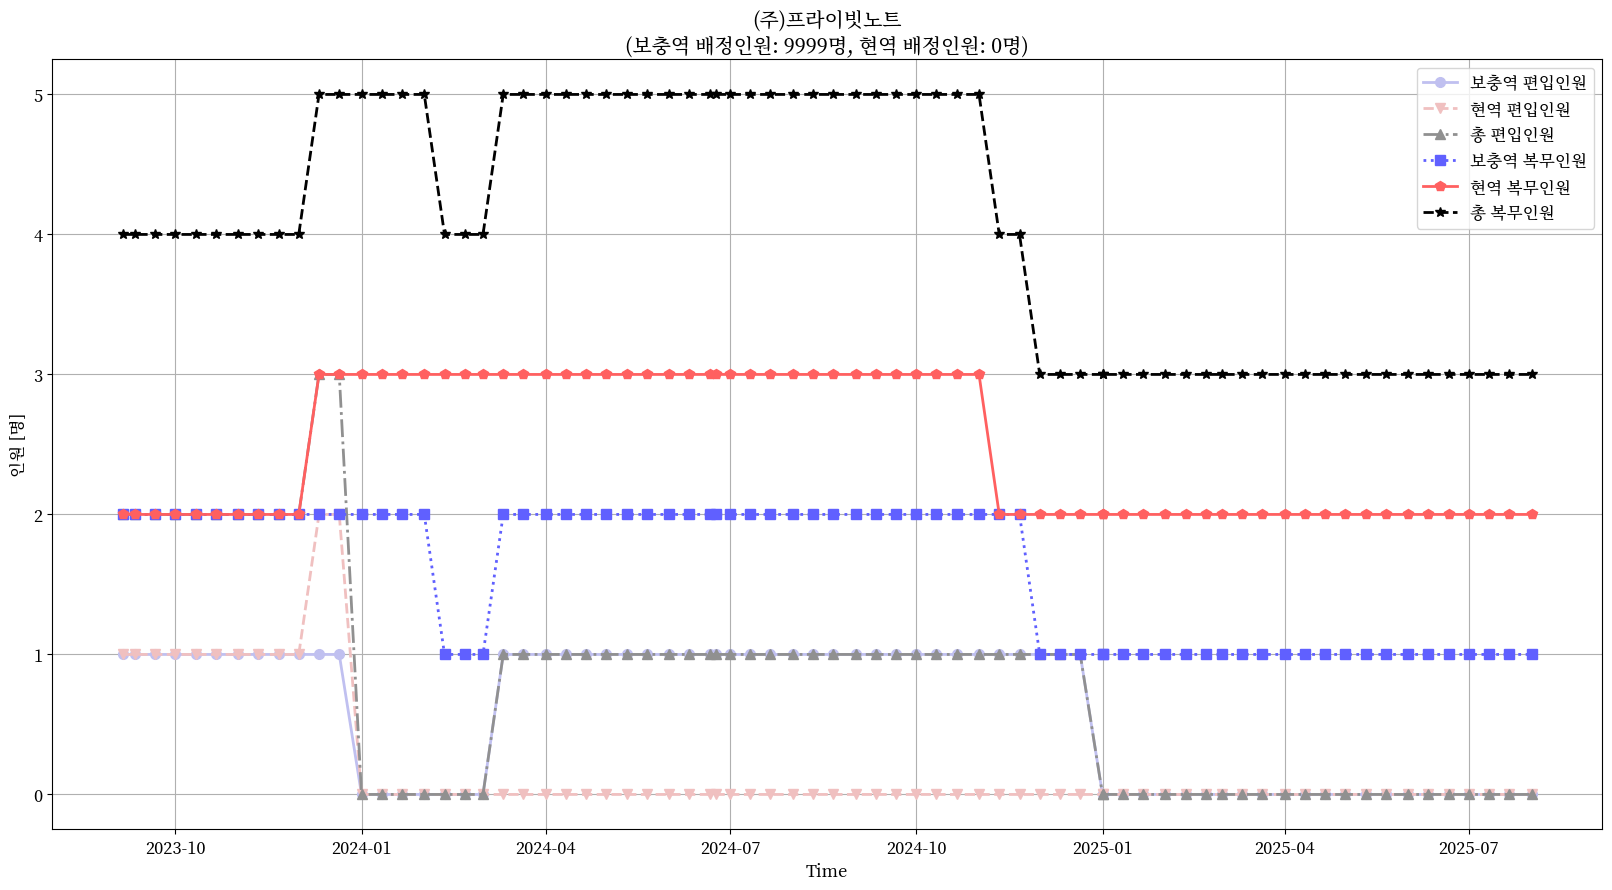 (주)프라이빗노트
(보충역 배정인원: 9999명, 현역 배정인원: 0명)
보충역 편입인원
현역 편입인원
총 편입인원
보충역 복무인원
현역 복무인원
총 복무인원
인원 [명]
5
4
3
2
1
0
2023-10
2024-01
2024-04
2024-07
2024-10
2025-01
2025-04
2025-07
Time